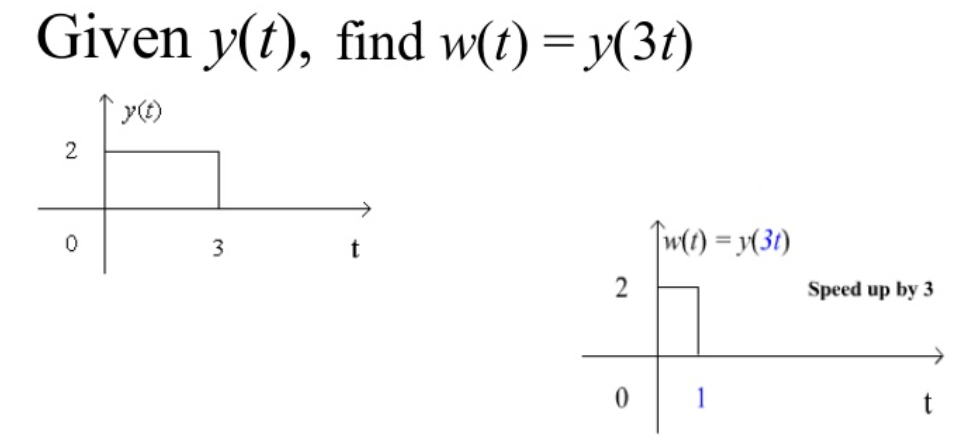 Given y(t), find w(t) = y(3t)
y(t)
2
0
3
t
w(t) = y(3t)
2
Speed up by 3
0
1
t